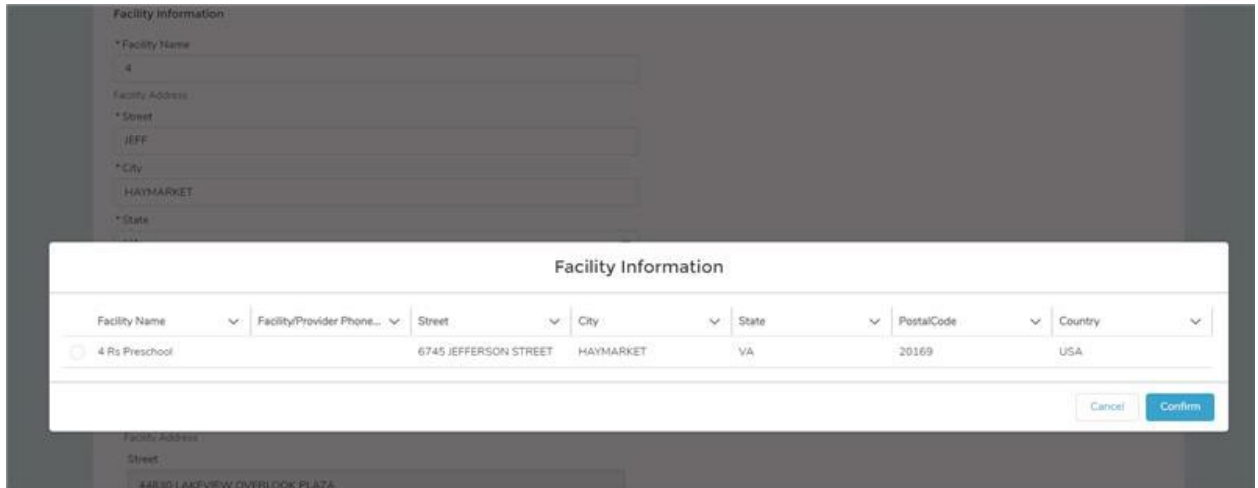 Facility Information
* Facility Name
4
Facility Address
* Street
JEFF
* City
HAYMARKET
* State
Facility Information
Facility Name Facility/Provider Phone... Street City State PostalCode Country
4 Rs Preschool 6745 JEFFERSON STREET HAYMARKET VA 20169 USA
Cancel Confirm
Facility Address
Street
44830 LAKEVIEW OVERLOOK PLAZA